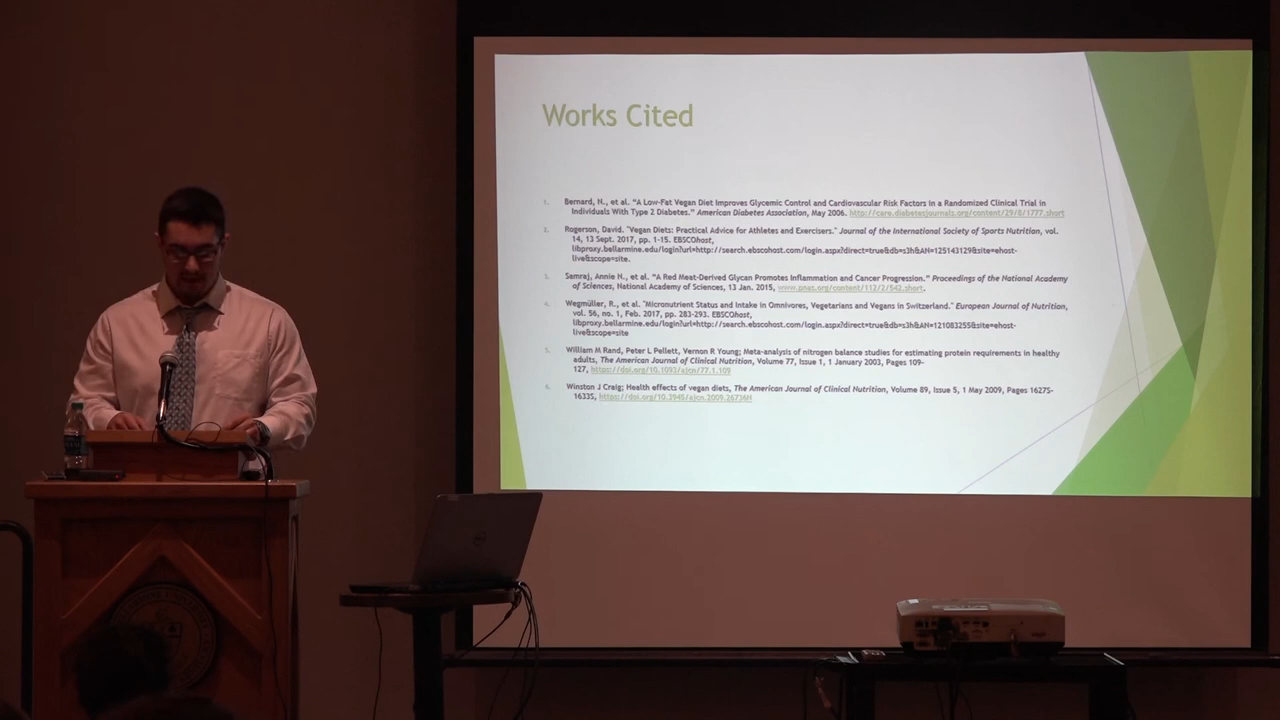 Works Cited
1. Bernard, N., et al. "A Low-Fat Vegan Diet Improves Glycemic Control and Cardiovascular Risk Factors in a Randomized Clinical Trial in
Individuals With Type 2 Diabetes." American Diabetes Association, May 2006. http://care.diabetesjournals.org/content/29/8/1777.short
2. Rogerson, David. "Vegan Diets: Practical Advice for Athletes and Exercisers." Journal of the International Society of Sports Nutrition, vol.
14, 13 Sept. 2017, pp. 1-15. EBSCOhost,
libproxy.bellarmine.edu/login?url=http://search.ebscohost.com/login.aspx?direct=true&db=s3h&AN=125143129&site=ehost-
live&scope=site.
3. Samraj, Annie N., et al. "A Red Meat-Derived Glycan Promotes Inflammation and Cancer Progression." Proceedings of the National Academy
of Sciences, National Academy of Sciences, 13 Jan. 2015, www.pnas.org/content/112/2/542.short.
4. Wegmüller, R., et al. "Micronutrient Status and Intake in Omnivores, Vegetarians and Vegans in Switzerland." European Journal of Nutrition,
vol. 56, no. 1, Feb. 2017, pp. 283-293. EBSCOhost,
libproxy.bellarmine.edu/login?url=http://search.ebscohost.com/login.aspx?direct=true&db=s3h&AN=121083255&site=ehost-
live&scope=site
5. William M Rand, Peter L Pellett, Vernon R Young; Meta-analysis of nitrogen balance studies for estimating protein requirements in healthy
adults, The American Journal of Clinical Nutrition, Volume 77, Issue 1, 1 January 2003, Pages 109-
127, https://doi.org/10.1093/ajcn/77.1.109
6. Winston J Craig; Health effects of vegan diets, The American Journal of Clinical Nutrition, Volume 89, Issue 5, 1 May 2009, Pages 1627S-
1633S, https://doi.org/10.3945/ajcn.2009.26736N